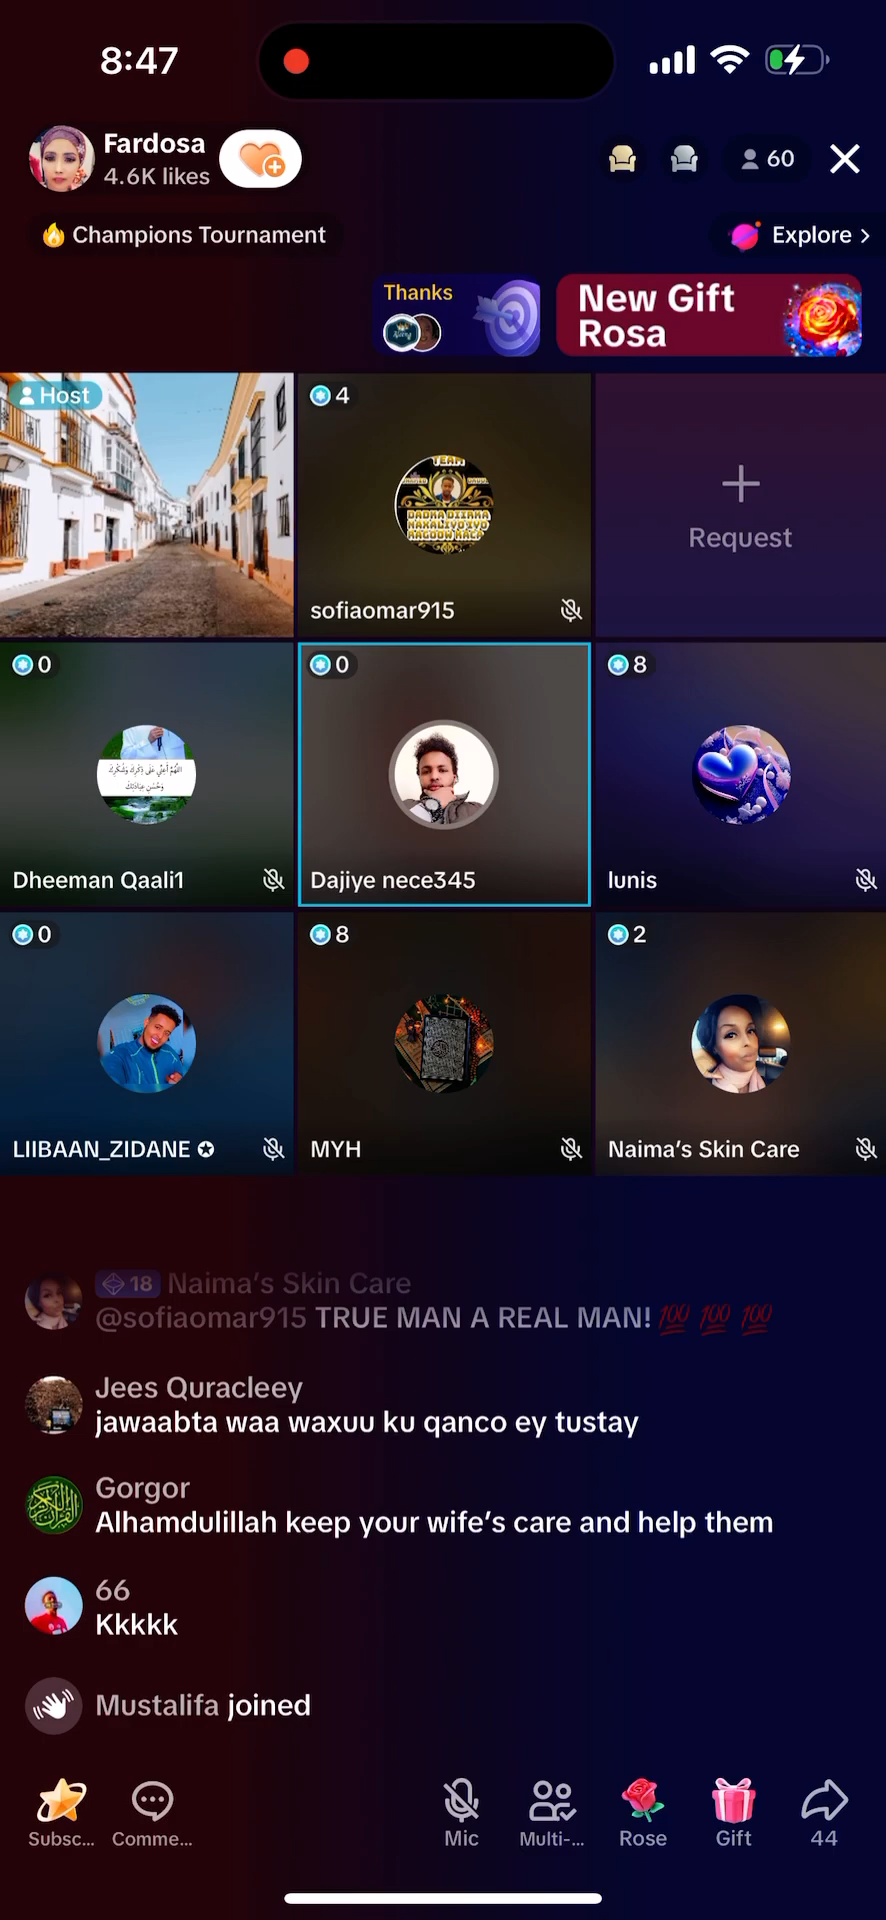 8:47
Fardosa
4.6K likes
60
Champions Tournament
Explore >
Thanks
New Gift
Rosa
Host
4
TEAM
sofiaomar915
Request
0
0
8
اللَّهُمَّ أَعِنِّي عَلَى ذِكْرِكَ وَشُكْرِكَ
وَحُسْنِ عِبَادَتِكَ
Dheeman Qaali1
Dajiye nece345
lunis
0
8
2
LIIBAAN_ZIDANE
MYH
Naima's Skin Care
18 Naima's Skin Care
@sofiaomar915 TRUE MAN A REAL MAN! 💯 💯 💯
Jees Quracleey
jawaabta waa waxuu ku qanco ey tustay
Gorgor
Alhamdulillah keep your wife's care and help them
66
Kkkkk
Mustalifa joined
Subsc...
Comme...
Mic
Multi-...
Rose
Gift
44